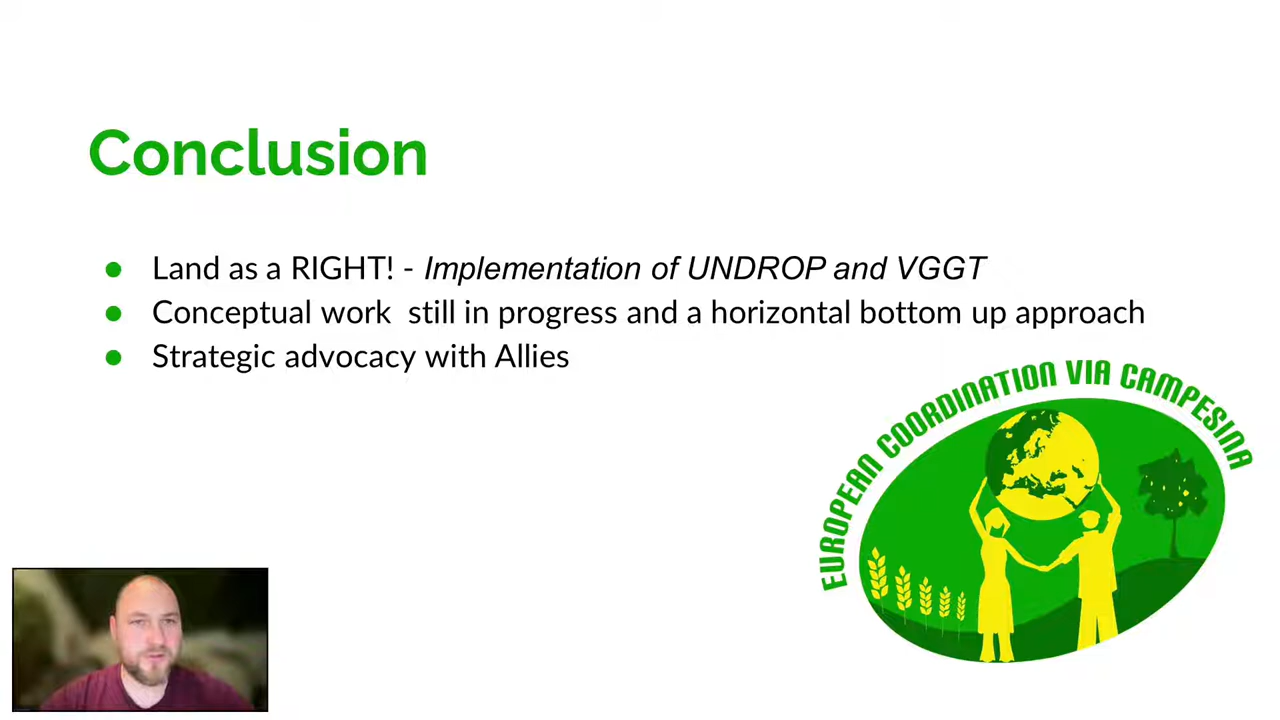 Conclusion
Land as a RIGHT! - Implementation of UNDROP and VGGT
Conceptual work  still in progress and a horizontal bottom up approach
Strategic advocacy with Allies
EUROPEAN COORDINATION VIA CAMPESINA